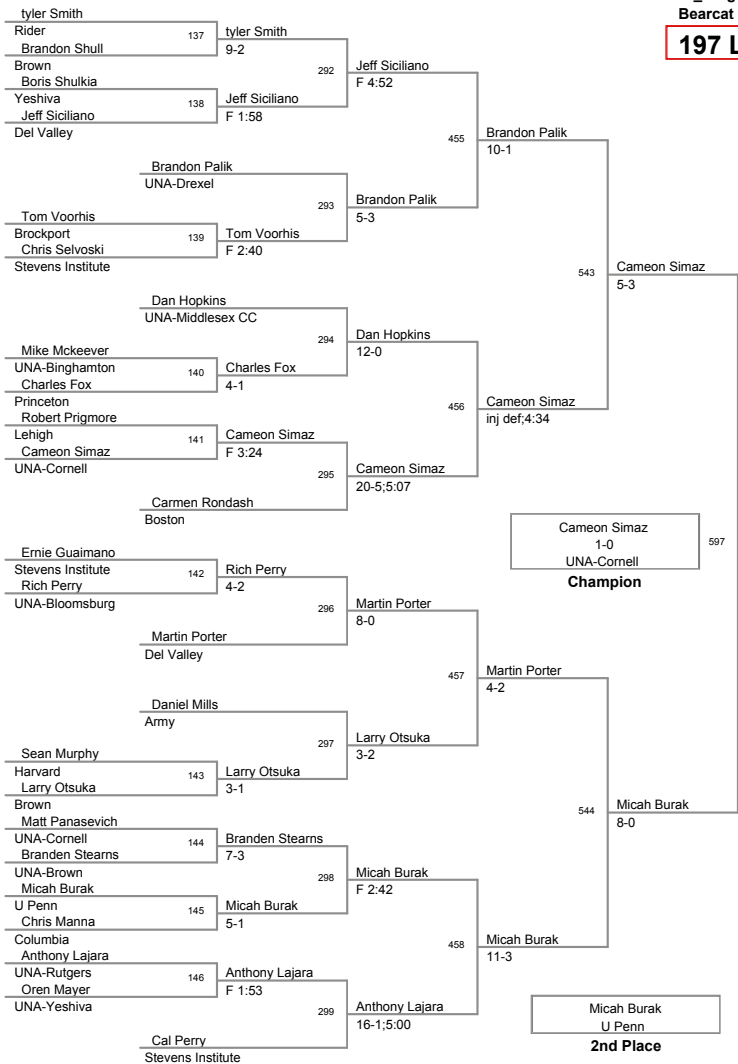 Bearcat
197 L
tyler Smith
Rider
137
Brandon Shull
Brown
tyler Smith
9-2
Boris Shulkia
Yeshiva
138
Jeff Siciliano
Del Valley
Jeff Siciliano
F 1:58
292
Jeff Siciliano
F 4:52
Brandon Palik
UNA-Drexel
Tom Voorhis
Brockport
139
Chris Selvoski
Stevens Institute
Tom Voorhis
F 2:40
293
Brandon Palik
5-3
455
Brandon Palik
10-1
Dan Hopkins
UNA-Middlesex CC
Mike Mckeever
UNA-Binghamton
140
Charles Fox
Princeton
Charles Fox
4-1
294
Dan Hopkins
12-0
Robert Prigmore
Lehigh
141
Cameon Simaz
UNA-Cornell
Cameon Simaz
F 3:24
Carmen Rondash
Boston
295
Cameon Simaz
20-5;5:07
456
Cameon Simaz
inj def;4:34
543
Cameon Simaz
5-3
Cameon Simaz
1-0
UNA-Cornell
597
Champion
Ernie Guaimano
Stevens Institute
142
Rich Perry
UNA-Bloomsburg
Rich Perry
4-2
Martin Porter
Del Valley
296
Martin Porter
8-0
Daniel Mills
Army
Sean Murphy
Harvard
143
Larry Otsuka
Brown
Larry Otsuka
3-1
297
Larry Otsuka
3-2
457
Martin Porter
4-2
Matt Panasevich
UNA-Cornell
144
Branden Stearns
UNA-Brown
Branden Stearns
7-3
Micah Burak
U Penn
145
Chris Manna
Columbia
Micah Burak
5-1
298
Micah Burak
F 2:42
Anthony Lajara
UNA-Rutgers
146
Oren Mayer
UNA-Yeshiva
Anthony Lajara
F 1:53
Cal Perry
Stevens Institute
299
Anthony Lajara
16-1;5:00
458
Micah Burak
11-3
544
Micah Burak
8-0
Micah Burak
U Penn
2nd Place